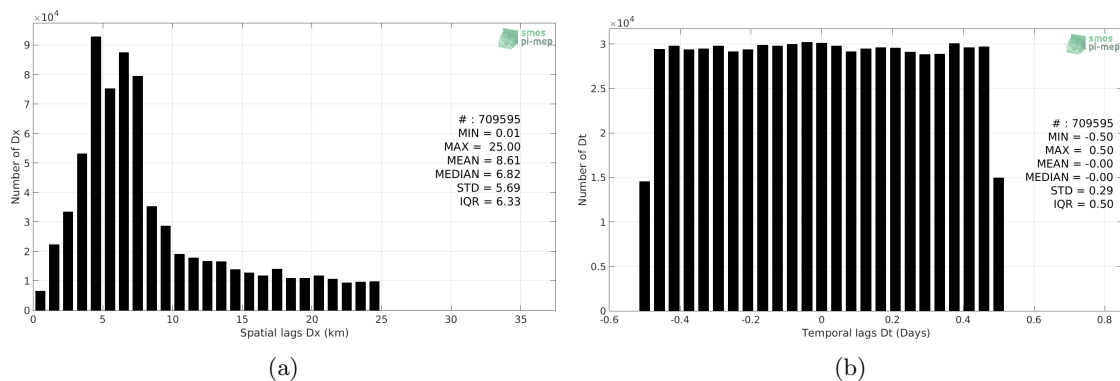 ×10⁴
9
8
7
6
5
4
3
2
1
0
Number of Dx
smos
pi-mep
# : 709595
MIN = 0.01
MAX = 25.00
MEAN = 8.61
MEDIAN = 6.82
STD = 5.69
IQR = 6.33
0 5 10 15 20 25 30 35
Spatial lags Dx (km)
(a)
×10⁴
3
2.5
2
1.5
1
0.5
0
Number of Dt
smos
pi-mep
# : 709595
MIN = -0.50
MAX = 0.50
MEAN = -0.00
MEDIAN = -0.00
STD = 0.29
IQR = 0.50
-0.6 -0.4 -0.2 0 0.2 0.4 0.6 0.8
Temporal lags Dt (Days)
(b)